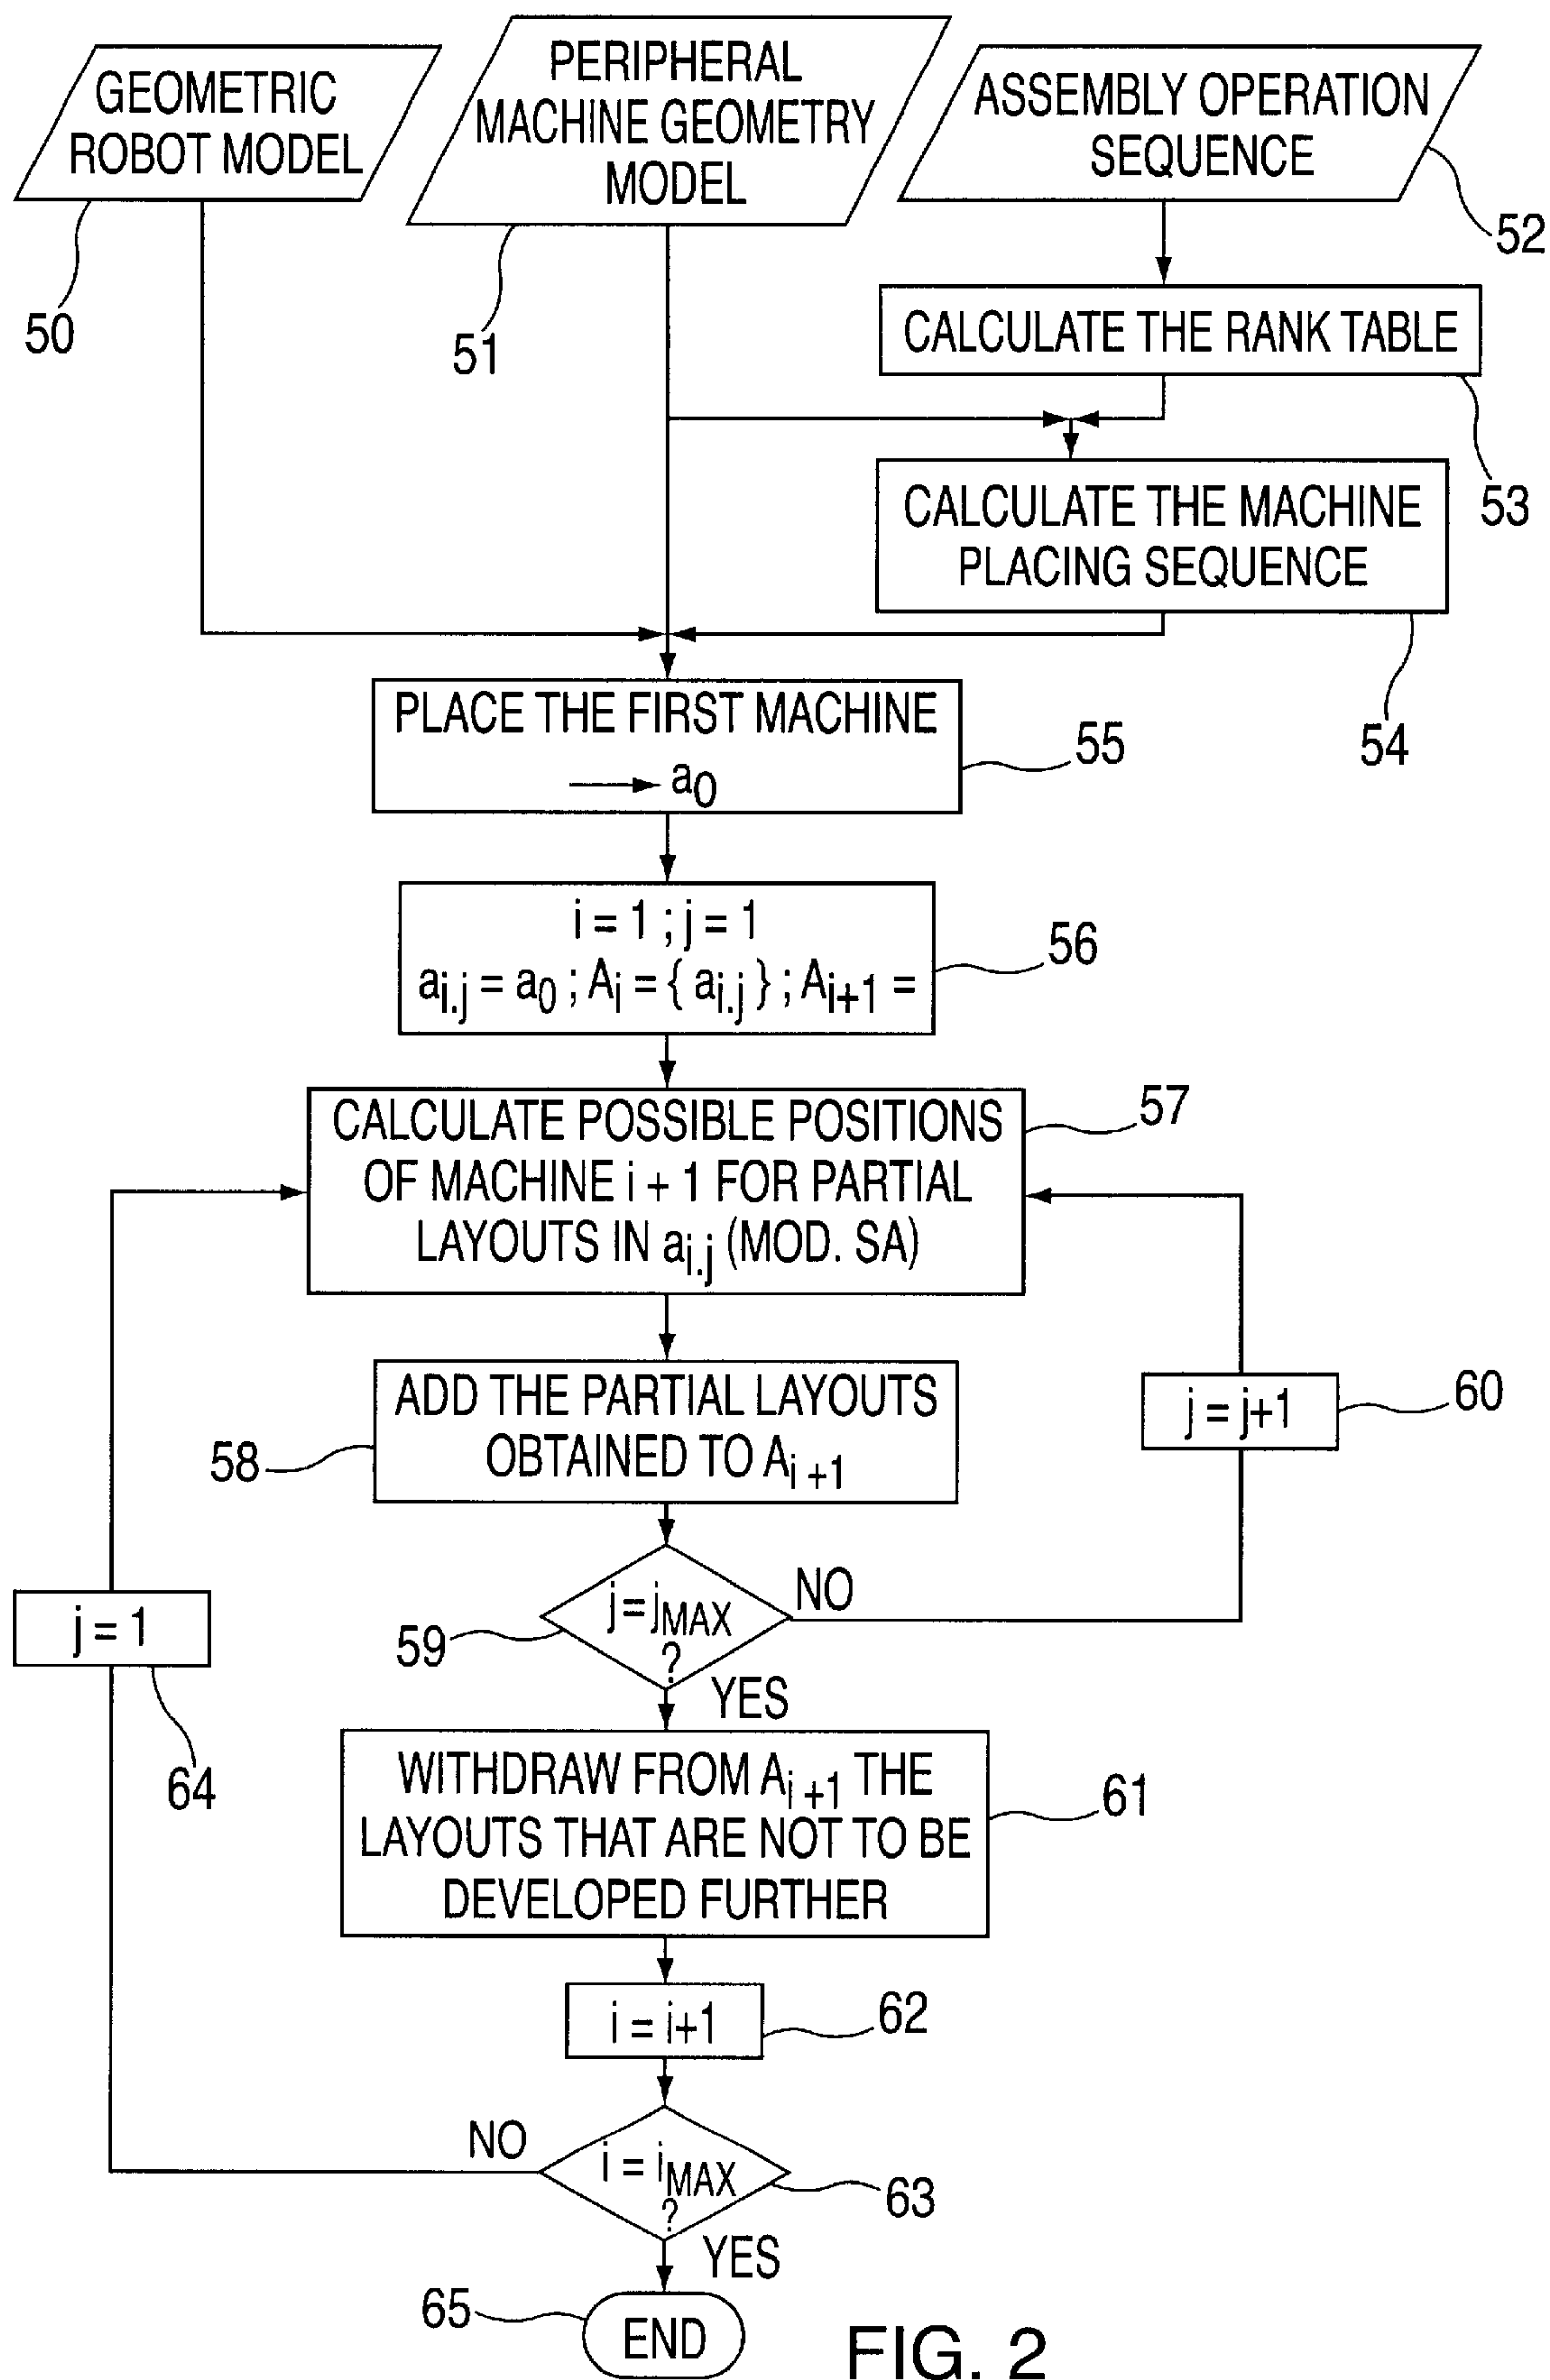 GEOMETRIC
ROBOT MODEL
50
PERIPHERAL
MACHINE GEOMETRY
MODEL
51
ASSEMBLY OPERATION
SEQUENCE
52
CALCULATE THE RANK TABLE
53
CALCULATE THE MACHINE
PLACING SEQUENCE
54
PLACE THE FIRST MACHINE
→ a0
55
i = 1 ; j = 1
ai.j = a0 ; Ai = { ai.j } ; Ai+1 =
56
CALCULATE POSSIBLE POSITIONS
OF MACHINE i + 1 FOR PARTIAL
LAYOUTS IN ai.j (MOD. SA)
57
ADD THE PARTIAL LAYOUTS
OBTAINED TO Ai +1
58
j = j+1
60
j = jMAX
?
59
NO
YES
j = 1
64
WITHDRAW FROM Ai +1 THE
LAYOUTS THAT ARE NOT TO BE
DEVELOPED FURTHER
61
i = i+1
62
i = iMAX
?
63
NO
YES
END
65
FIG. 2